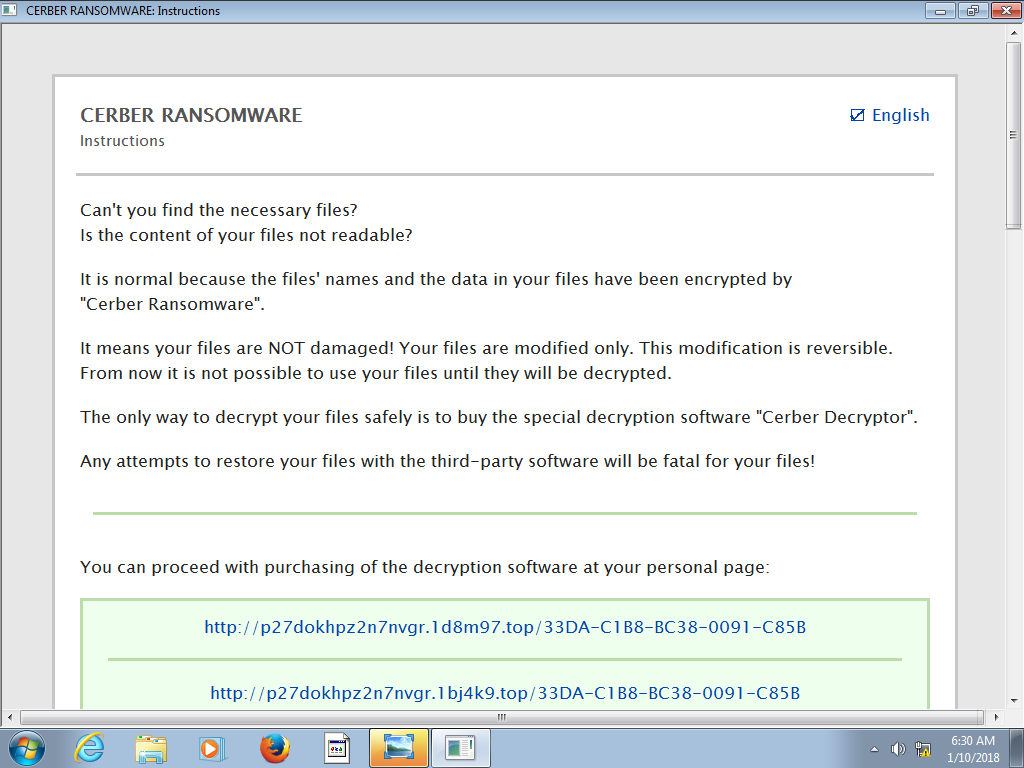 CERBER RANSOMWARE: Instructions
CERBER RANSOMWARE
English
Instructions
Can't you find the necessary files?
Is the content of your files not readable?
It is normal because the files' names and the data in your files have been encrypted by
"Cerber Ransomware".
It means your files are NOT damaged! Your files are modified only. This modification is reversible.
From now it is not possible to use your files until they will be decrypted.
The only way to decrypt your files safely is to buy the special decryption software "Cerber Decryptor".
Any attempts to restore your files with the third-party software will be fatal for your files!
You can proceed with purchasing of the decryption software at your personal page:
http://p27dokhpz2n7nvgr.1d8m97.top/33DA-C1B8-BC38-0091-C85B
http://p27dokhpz2n7nvgr.1bj4k9.top/33DA-C1B8-BC38-0091-C85B
6:30 AM
1/10/2018